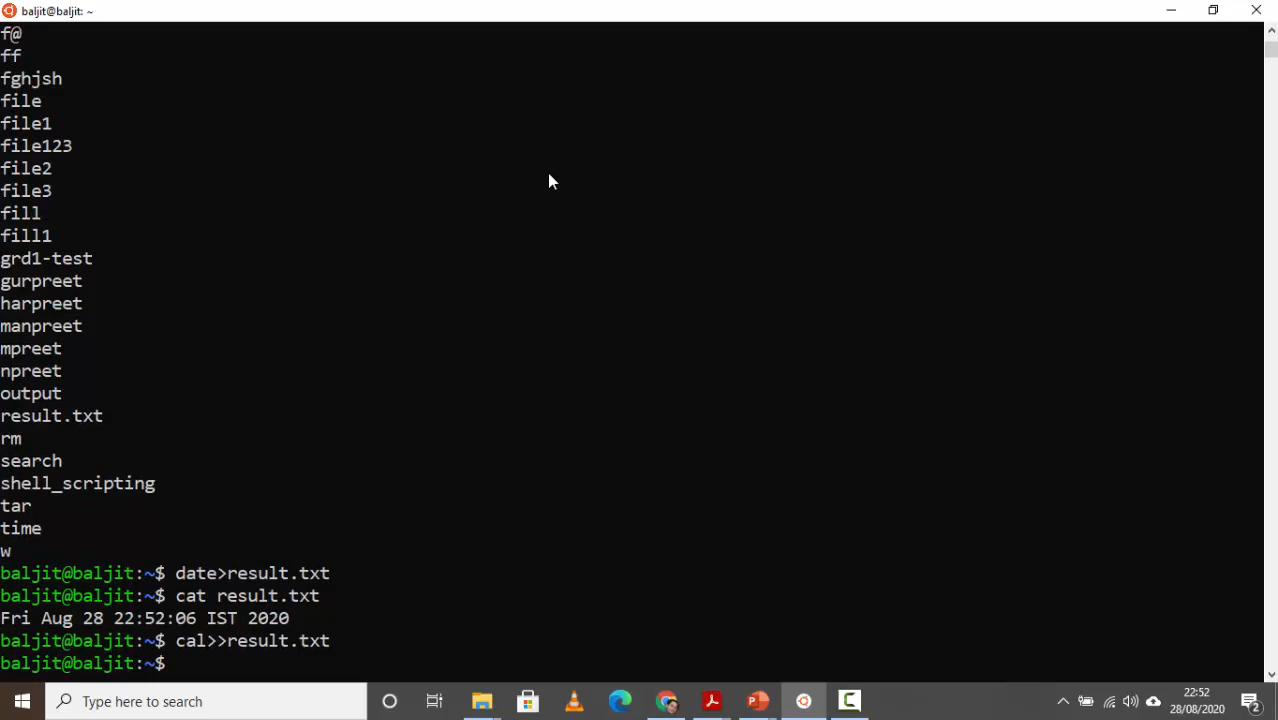 baljit@baljit: ~
f@
ff
fghjsh
file
file1
file123
file2
file3
fill
fill1
grd1-test
gurpreet
harpreet
manpreet
mpreet
npreet
output
result.txt
rm
search
shell_scripting
tar
time
w
baljit@baljit:~$ date>result.txt
baljit@baljit:~$ cat result.txt
Fri Aug 28 22:52:06 IST 2020
baljit@baljit:~$ cal>>result.txt
baljit@baljit:~$
Type here to search
22:52
28/08/2020
2